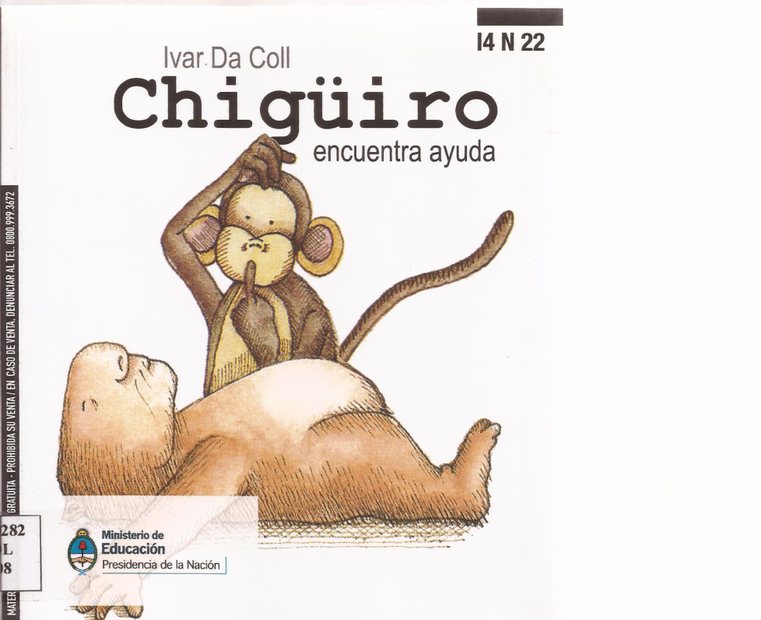 I4 N 22
Ivar Da Coll
Chigüiro
encuentra ayuda
GRATUITA - PROHIBIDA SU VENTA / EN CASO DE VENTA, DENUNCIAR AL TEL. 0800.999.3672
282
Ministerio de
Educación
Presidencia de la Nación